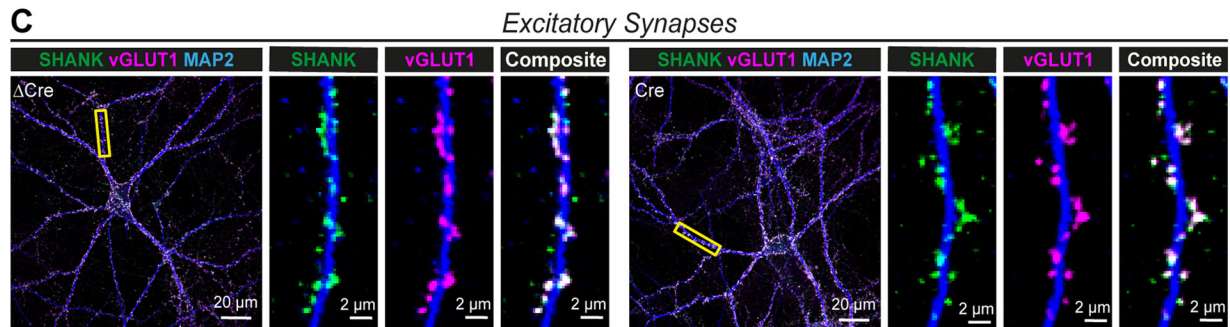 C
Excitatory Synapses
SHANK vGLUT1 MAP2
SHANK
vGLUT1
Composite
SHANK vGLUT1 MAP2
SHANK
vGLUT1
Composite
ΔCre
Cre
20 µm
2 µm
2 µm
2 µm
20 µm
2 µm
2 µm
2 µm